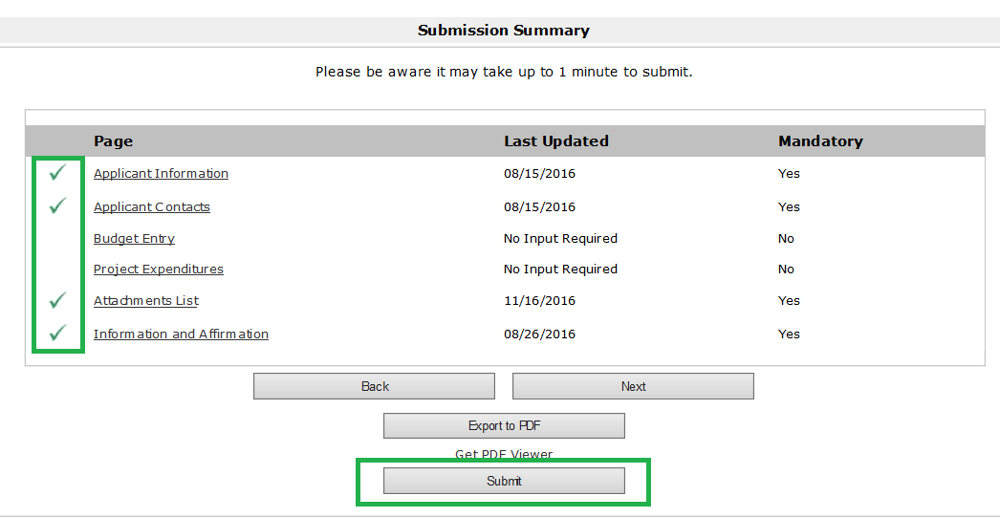 Submission Summary
Please be aware it may take up to 1 minute to submit.
Page Last Updated Mandatory
Applicant Information 08/15/2016 Yes
Applicant Contacts 08/15/2016 Yes
Budget Entry No Input Required No
Project Expenditures No Input Required No
Attachments List 11/16/2016 Yes
Information and Affirmation 08/26/2016 Yes
Back Next
Export to PDF
Get PDF Viewer
Submit